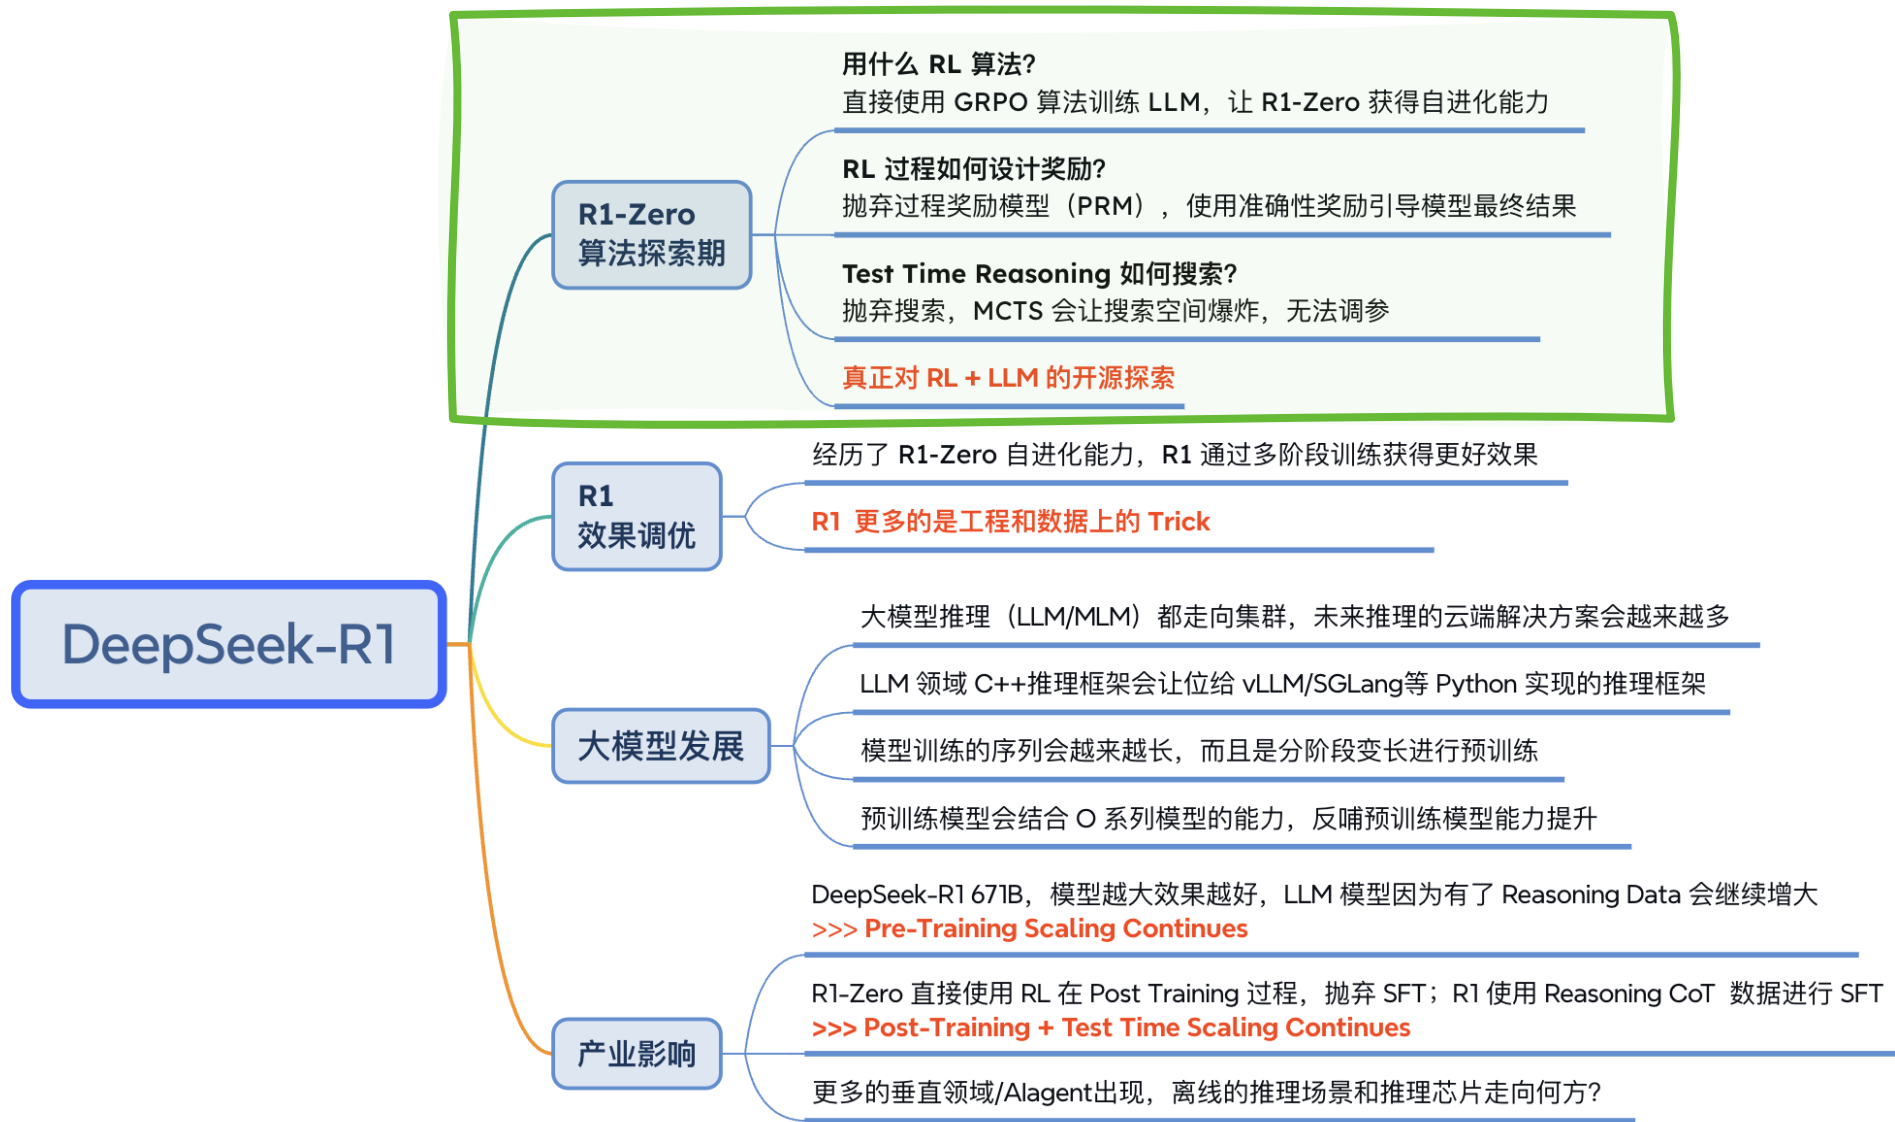 用什么 RL 算法？
直接使用 GRPO 算法训练 LLM，让 R1-Zero 获得自进化能力
RL 过程如何设计奖励？
抛弃过程奖励模型（PRM），使用准确性奖励引导模型最终结果
R1-Zero
算法探索期
Test Time Reasoning 如何搜索？
抛弃搜索，MCTS 会让搜索空间爆炸，无法调参
真正对 RL + LLM 的开源探索
经历了 R1-Zero 自进化能力，R1 通过多阶段训练获得更好效果
R1
效果调优
R1 更多的是工程和数据上的 Trick
DeepSeek-R1
大模型推理（LLM/MLM）都走向集群，未来推理的云端解决方案会越来越多
LLM 领域 C++推理框架会让位给 vLLM/SGLang等 Python 实现的推理框架
大模型发展
模型训练的序列会越来越长，而且是分阶段变长进行预训练
预训练模型会结合 O 系列模型的能力，反哺预训练模型能力提升
DeepSeek-R1 671B，模型越大效果越好，LLM 模型因为有了 Reasoning Data 会继续增大
>>> Pre-Training Scaling Continues
R1-Zero 直接使用 RL 在 Post Training 过程，抛弃 SFT；R1 使用 Reasoning CoT 数据进行 SFT
>>> Post-Training + Test Time Scaling Continues
产业影响
更多的垂直领域/AIagent出现，离线的推理场景和推理芯片走向何方？